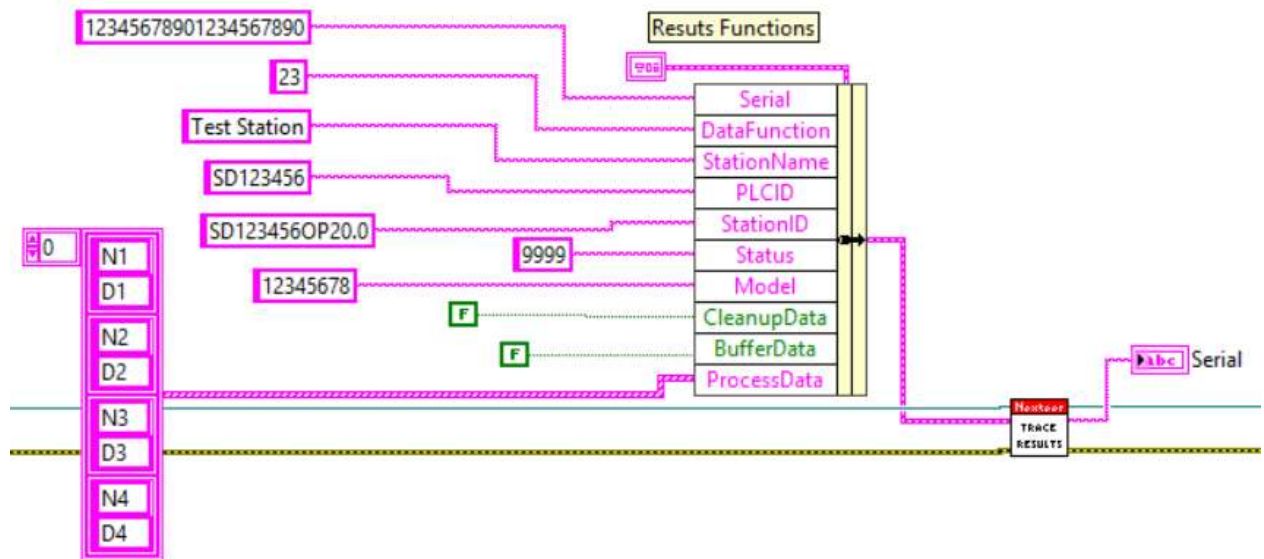 12345678901234567890
Resuts Functions
23
Serial
DataFunction
Test Station
StationName
SD123456
PLCID
SD123456OP20.0
StationID
9999
Status
12345678
Model
F
CleanupData
F
BufferData
ProcessData
0
N1
D1
N2
D2
N3
D3
N4
D4
abc
Serial
Nexteer
TRACE
RESULTS